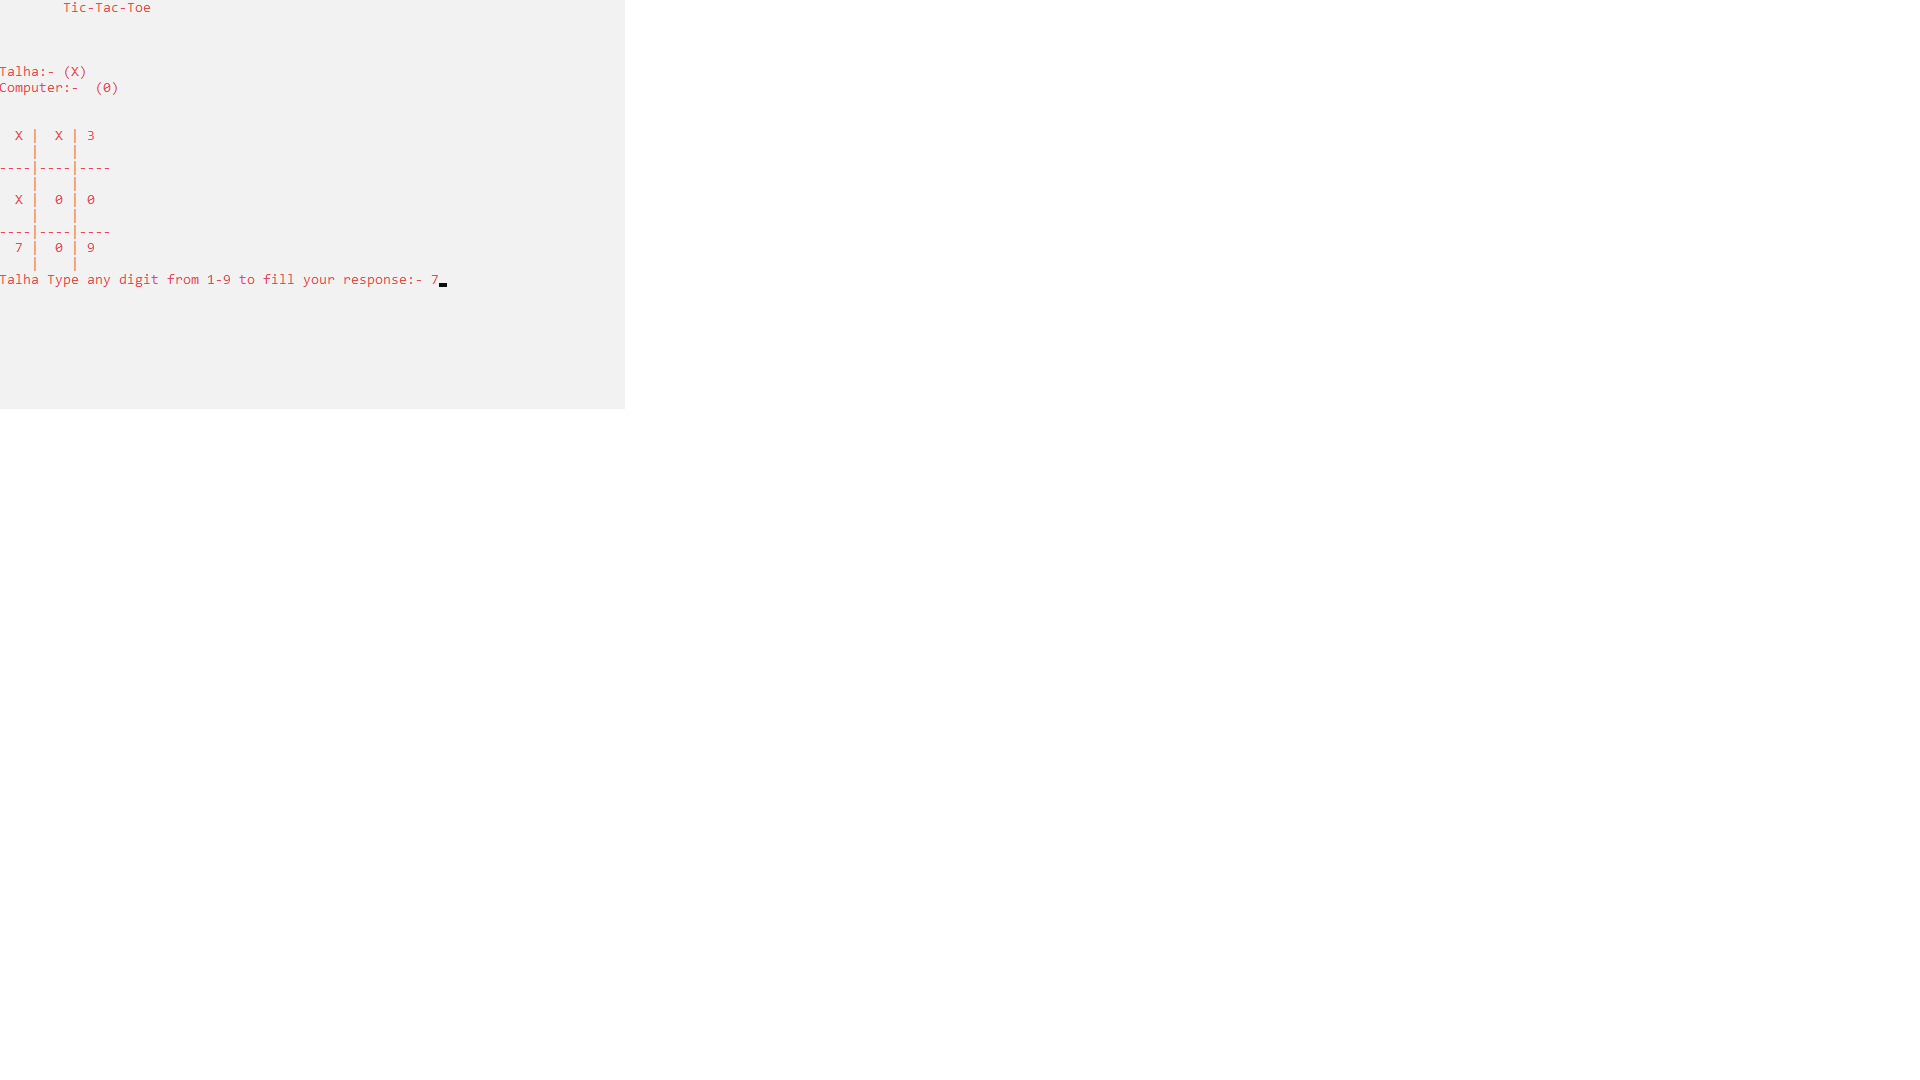 Tic-Tac-Toe
Talha:- (X)
Computer:-  (0)
  X |  X | 3
    |    |
----|----|----
    |    |
  X |  0 | 0
    |    |
----|----|----
  7 |  0 | 9
    |    |
Talha Type any digit from 1-9 to fill your response:- 7